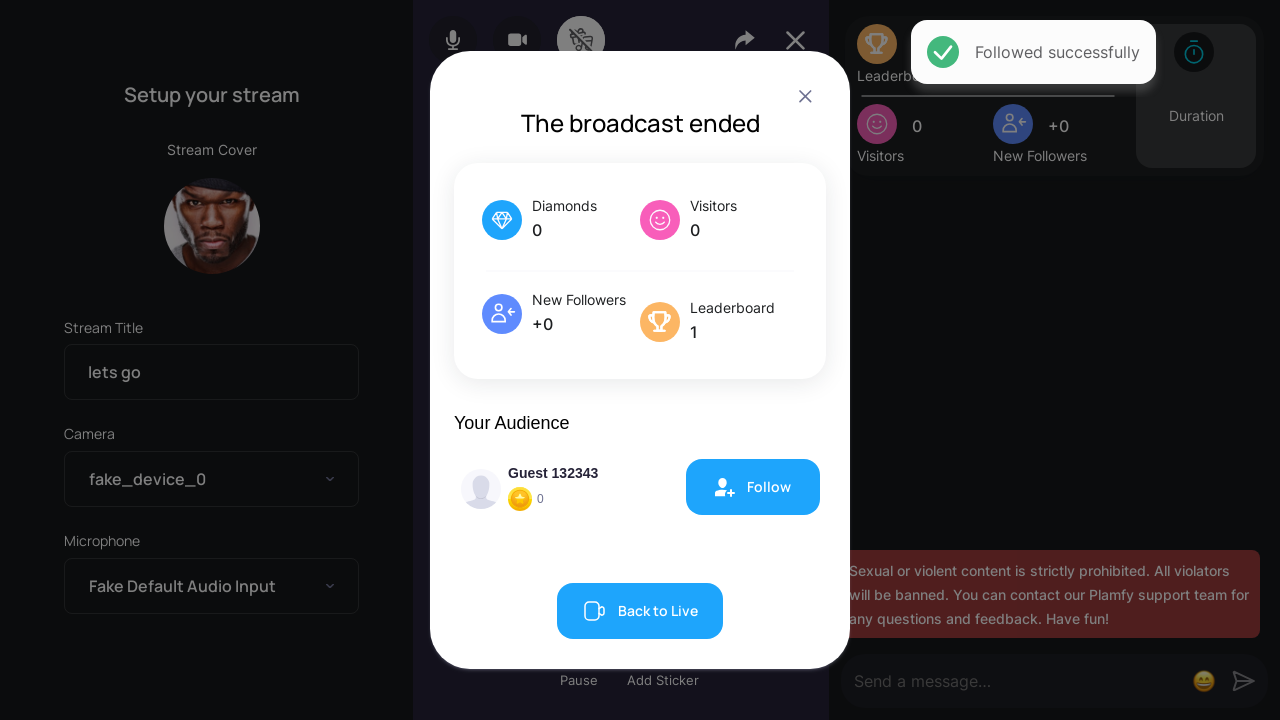 Setup your stream
Stream Cover
Stream Title
lets go
Camera
fake_device_0
Microphone
Fake Default Audio Input
The broadcast ended
Diamonds
0
Visitors
0
New Followers
+0
Leaderboard
1
Your Audience
Guest 132343
0
Follow
Back to Live
Pause
Add Sticker
Followed successfully
0
Visitors
+0
New Followers
Duration
Sexual or violent content is strictly prohibited. All violators
will be banned. You can contact our Plamfy support team for
any questions and feedback. Have fun!
Send a message...